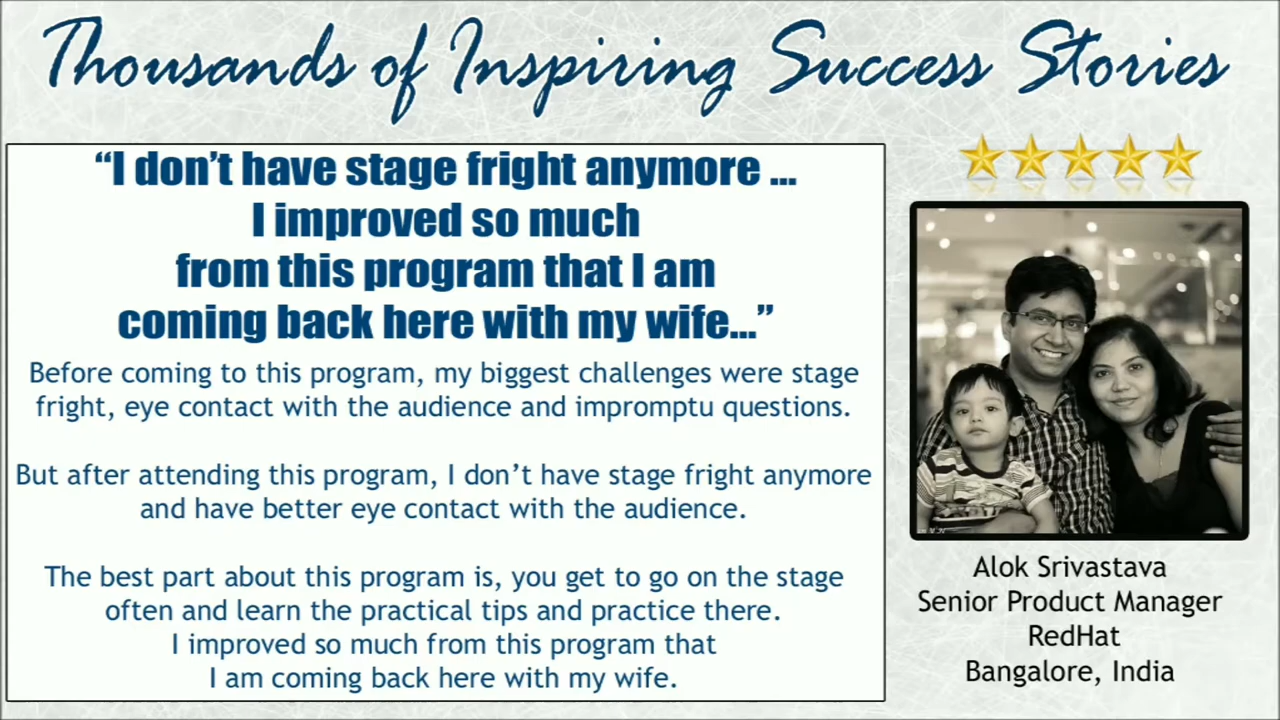 Thousands of Inspiring Success Stories
“I don’t have stage fright anymore ...
I improved so much
from this program that I am
coming back here with my wife...”
Before coming to this program, my biggest challenges were stage
fright, eye contact with the audience and impromptu questions.
But after attending this program, I don’t have stage fright anymore
and have better eye contact with the audience.
The best part about this program is, you get to go on the stage
often and learn the practical tips and practice there.
I improved so much from this program that
I am coming back here with my wife.
Alok Srivastava
Senior Product Manager
RedHat
Bangalore, India